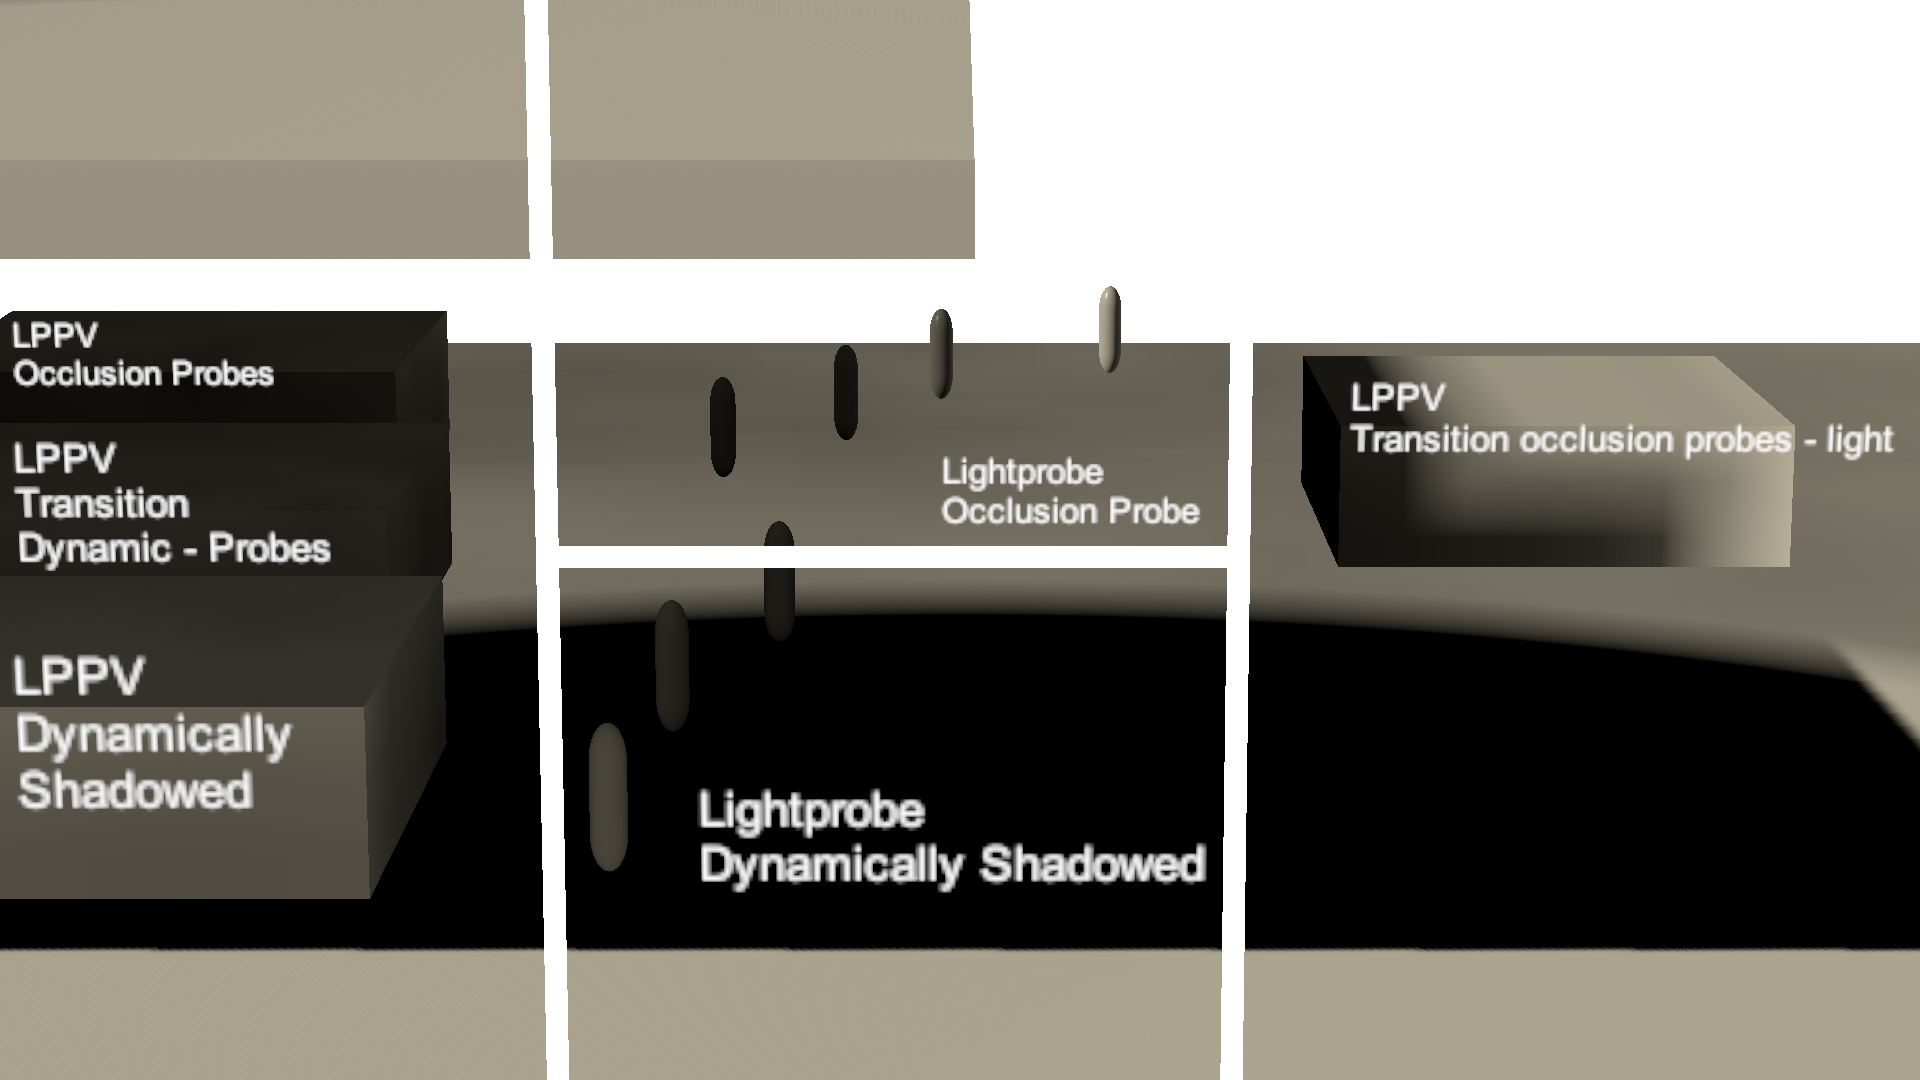 LPPV
Occlusion Probes
LPPV
Transition
Dynamic - Probes
LPPV
Dynamically
Shadowed
Lightprobe
Occlusion Probe
Lightprobe
Dynamically Shadowed
LPPV
Transition occlusion probes - light